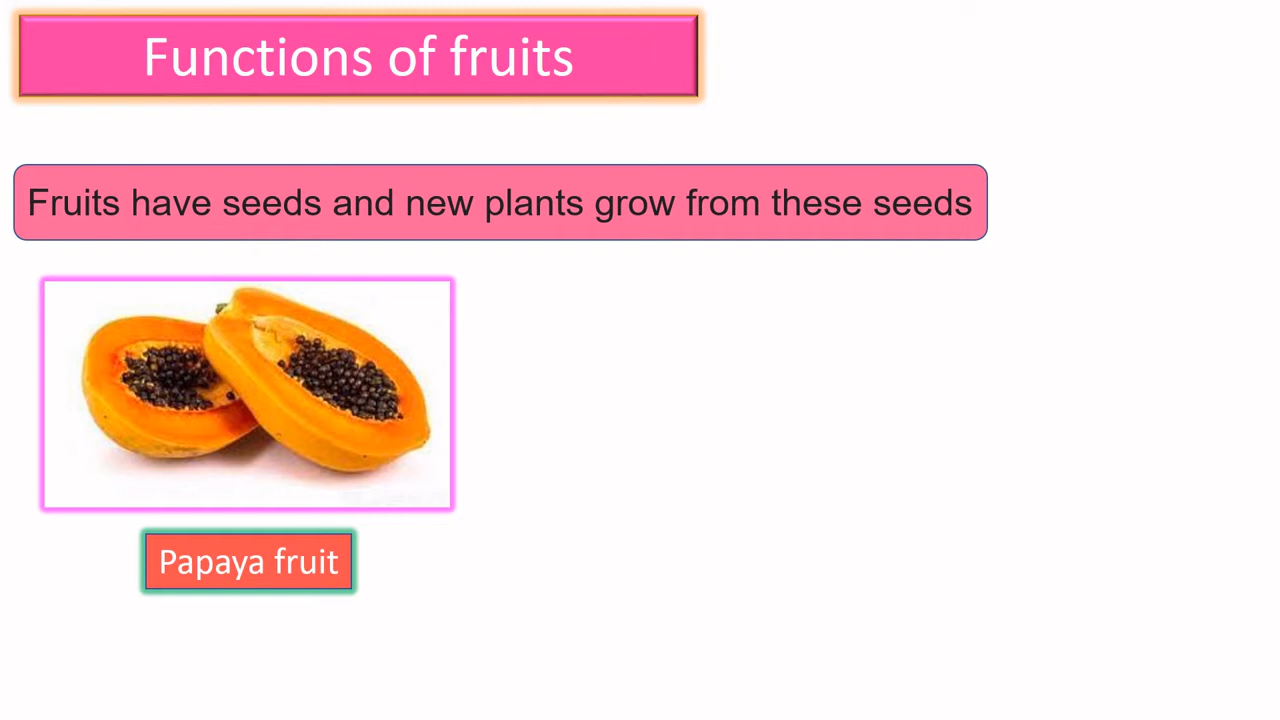 Functions of fruits
Fruits have seeds and new plants grow from these seeds
Papaya fruit